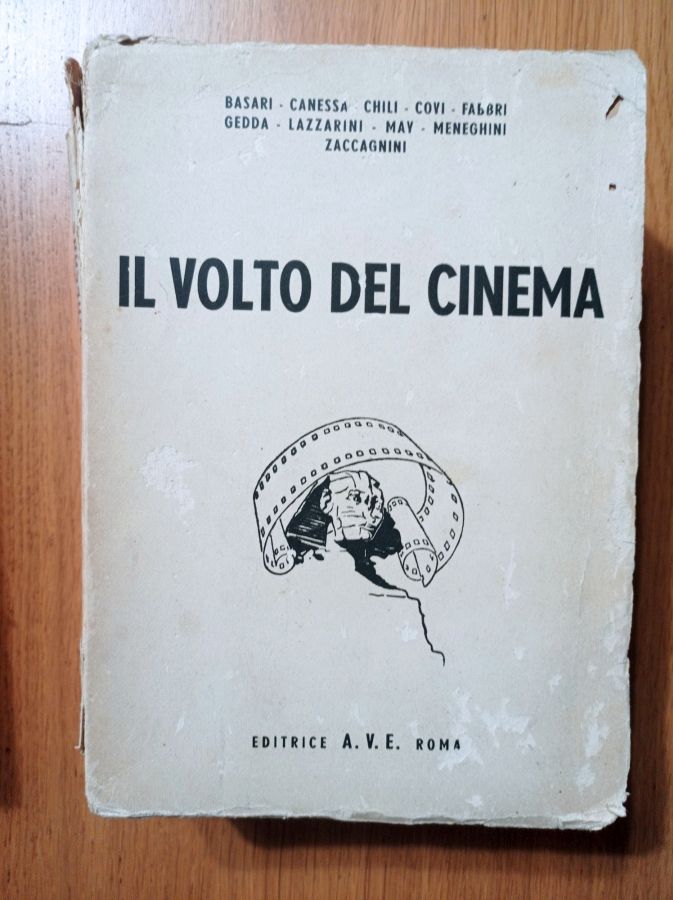 BASARI - CANESSA - CHILI - COVI - FABBRI
GEDDA - LAZZARINI - MAY - MENEGHINI
ZACCAGNINI
IL VOLTO DEL CINEMA
EDITRICE A.V.E. ROMA